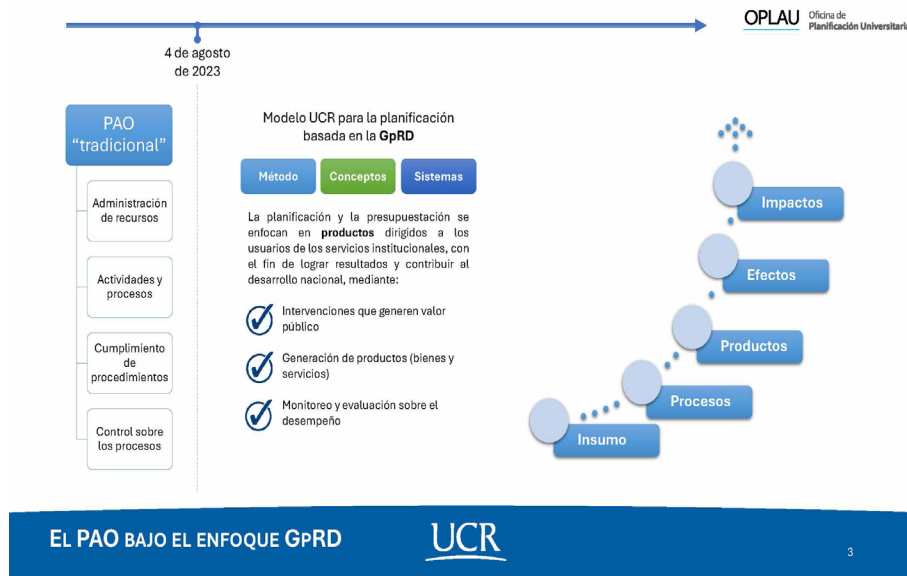 OPLAU
Oficina de
Planificación Universitaria
4 de agosto
de 2023
PAO
“tradicional”
Administración
de recursos
Actividades y
procesos
Cumplimiento
de
procedimientos
Control sobre
los procesos
Modelo UCR para la planificación
basada en la GpRD
Método
Conceptos
Sistemas
La planificación y la presupuestación se
enfocan en productos dirigidos a los
usuarios de los servicios institucionales, con
el fin de lograr resultados y contribuir al
desarrollo nacional, mediante:
Intervenciones que generen valor
público
Generación de productos (bienes y
servicios)
Monitoreo y evaluación sobre el
desempeño
Impactos
Efectos
Productos
Procesos
Insumo
EL PAO BAJO EL ENFOQUE GPRD
UCR
3